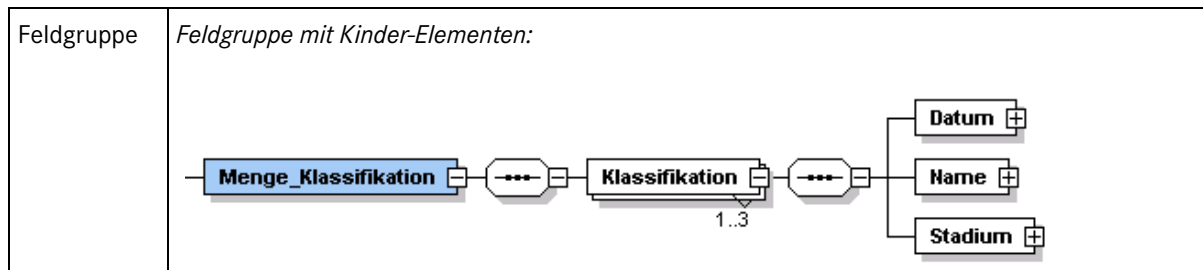 Feldgruppe
Feldgruppe mit Kinder-Elementen:
Datum
Menge_Klassifikation
Klassifikation
Name
1..3
Stadium